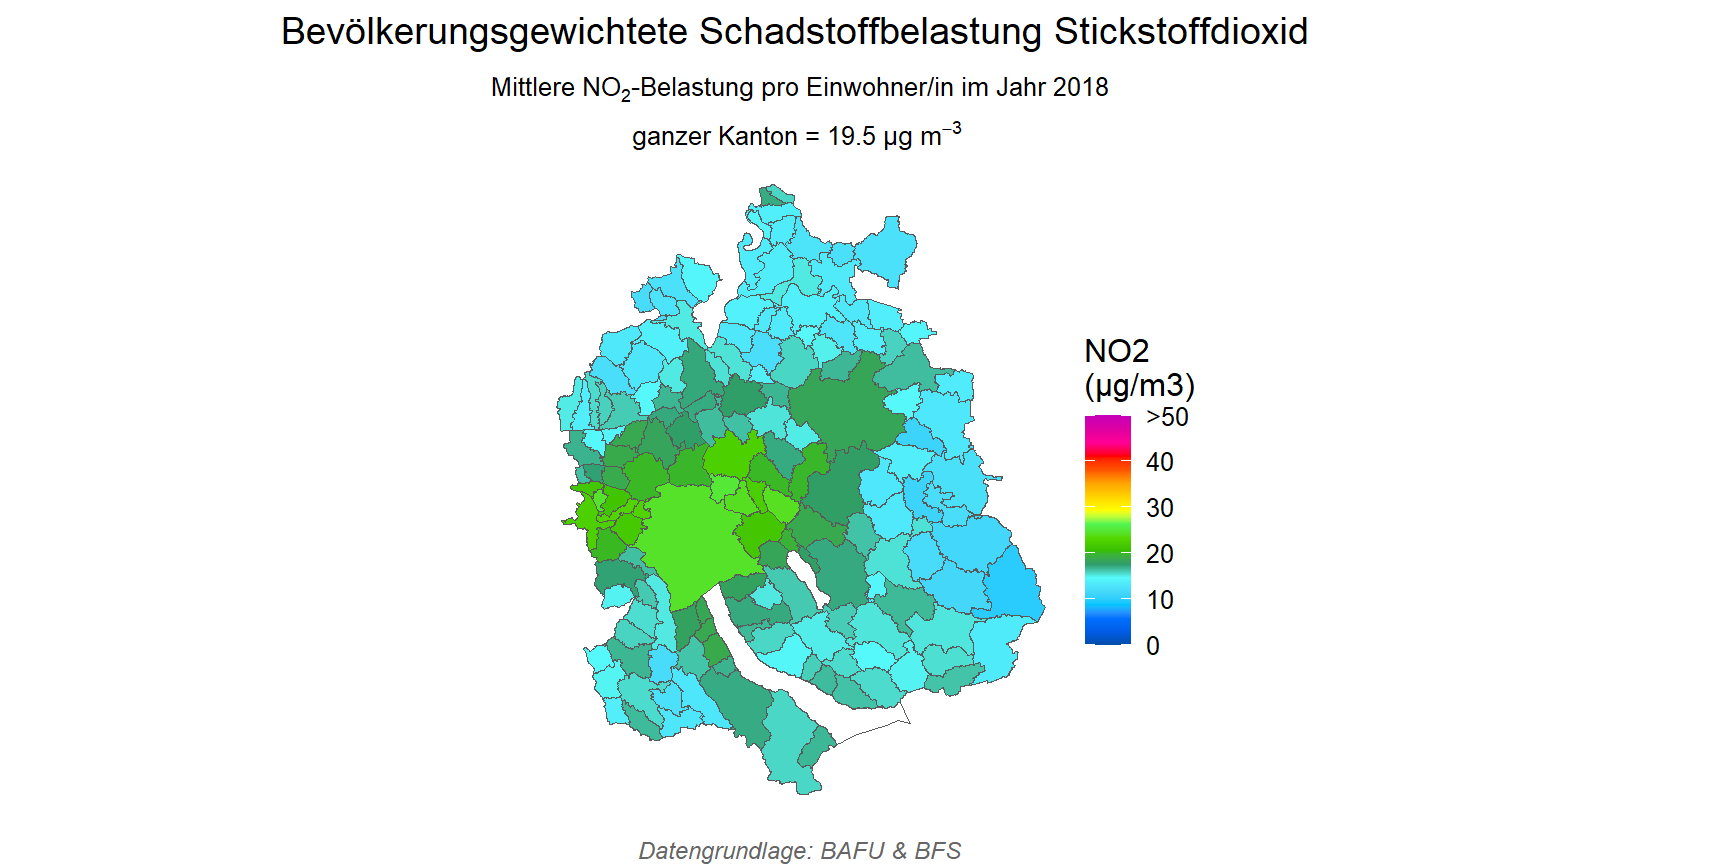 Bevölkerungsgewichtete Schadstoffbelastung Stickstoffdioxid
Mittlere NO₂-Belastung pro Einwohner/in im Jahr 2018
ganzer Kanton = 19.5 µg m⁻³
NO2
(µg/m3)
>50
40
30
20
10
0
Datengrundlage: BAFU & BFS